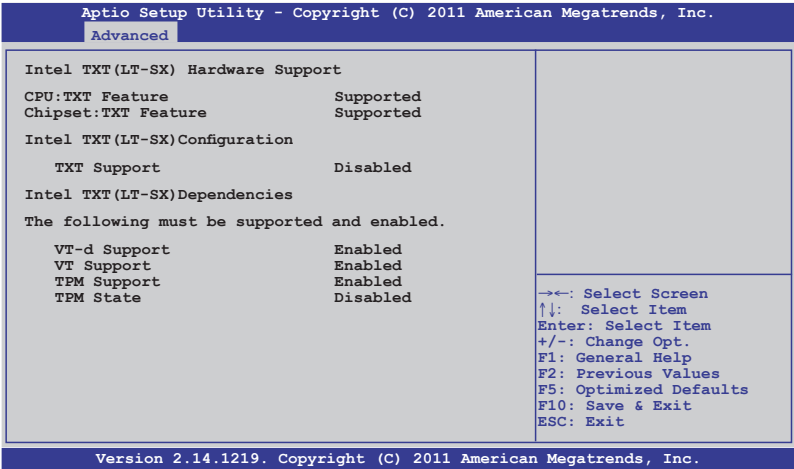 Aptio Setup Utility - Copyright (C) 2011 American Megatrends, Inc.
Advanced
Intel TXT(LT-SX) Hardware Support
CPU:TXT Feature Supported
Chipset:TXT Feature Supported
Intel TXT(LT-SX)Configuration
TXT Support Disabled
Intel TXT(LT-SX)Dependencies
The following must be supported and enabled.
VT-d Support Enabled
VT Support Enabled
TPM Support Enabled
TPM State Disabled
→←: Select Screen
↑↓: Select Item
Enter: Select Item
+/-: Change Opt.
F1: General Help
F2: Previous Values
F5: Optimized Defaults
F10: Save & Exit
ESC: Exit
Version 2.14.1219. Copyright (C) 2011 American Megatrends, Inc.